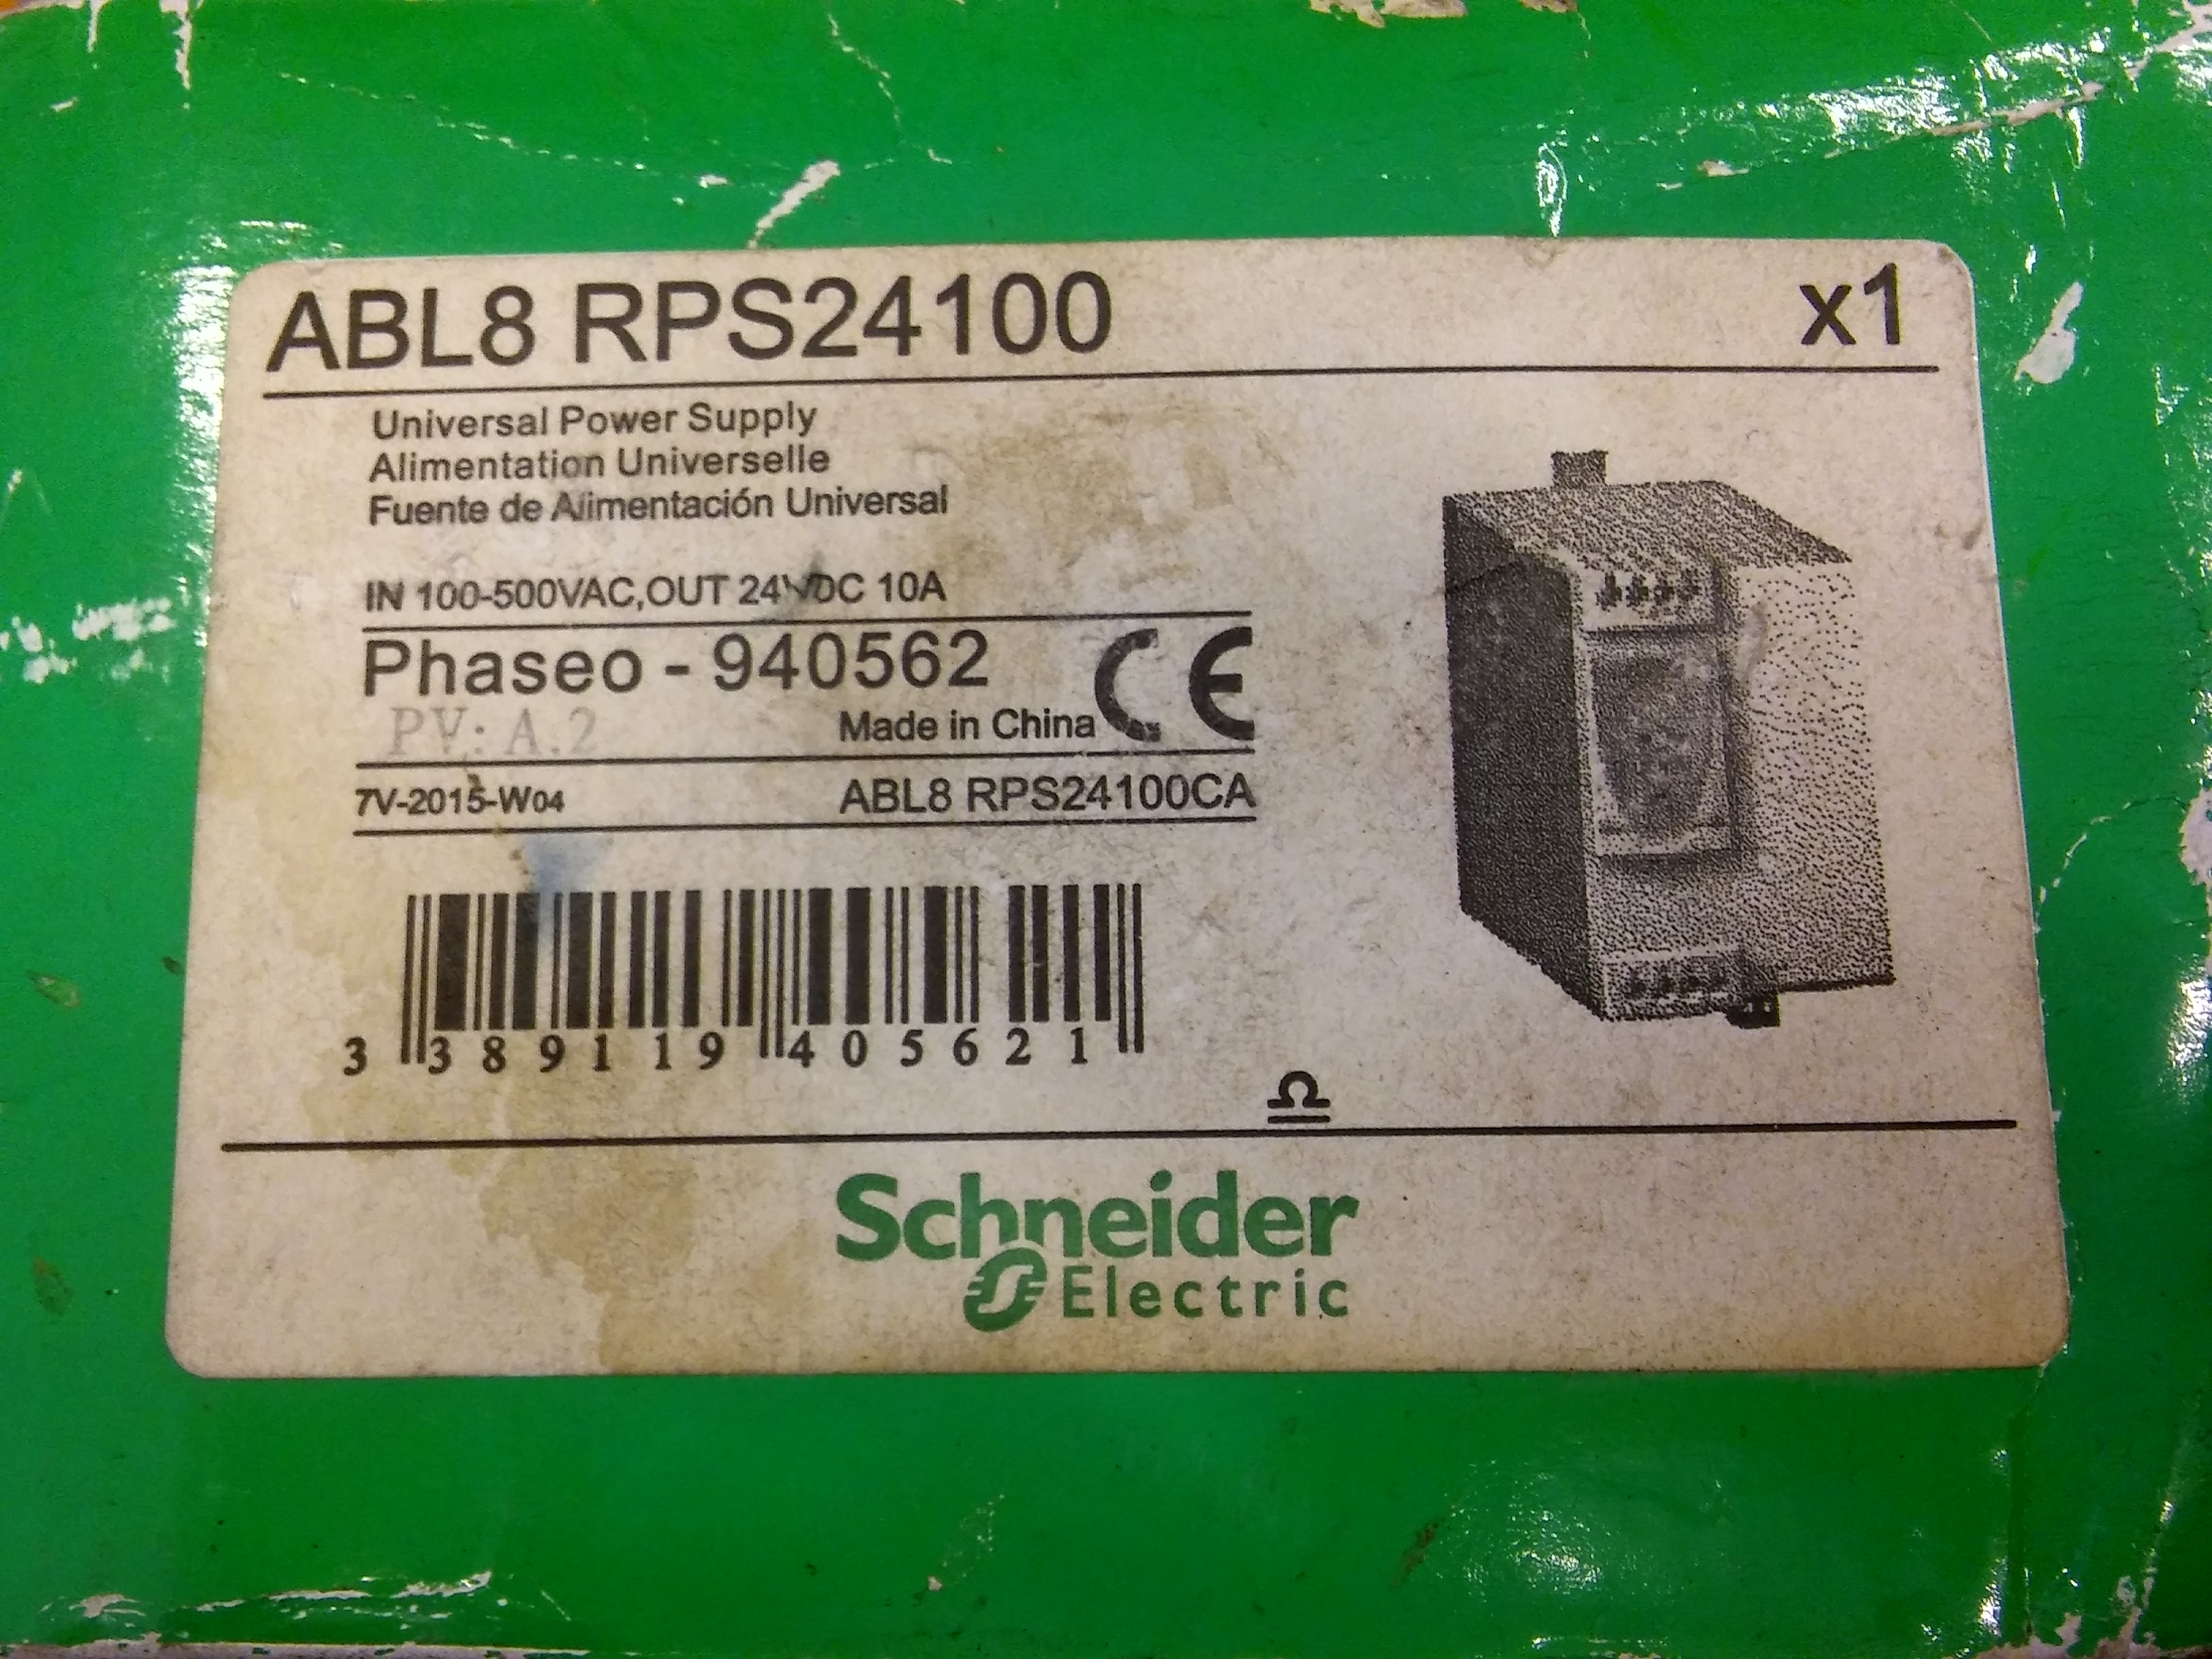 ABL8 RPS24100 x1
Universal Power Supply
Alimentation Universelle
Fuente de Alimentación Universal
IN 100-500VAC,OUT 24VDC 10A
Phaseo - 940562 CE
PV: A.2 Made in China
7V-2015-W04 ABL8 RPS24100CA
3 389119 405621
Schneider
Electric